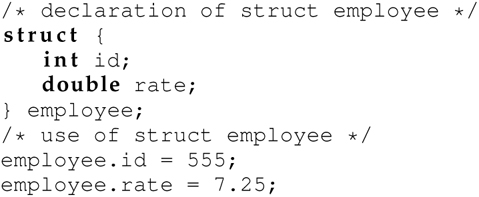 /* declaration of struct employee */
struct {
int id;
double rate;
} employee;
/* use of struct employee */
employee.id = 555;
employee.rate = 7.25;